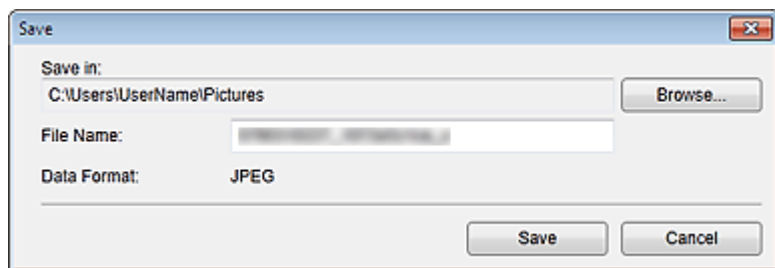 Save
Save in:
C:\Users\UserName\Pictures
Browse...
File Name:
Data Format: JPEG
Save Cancel